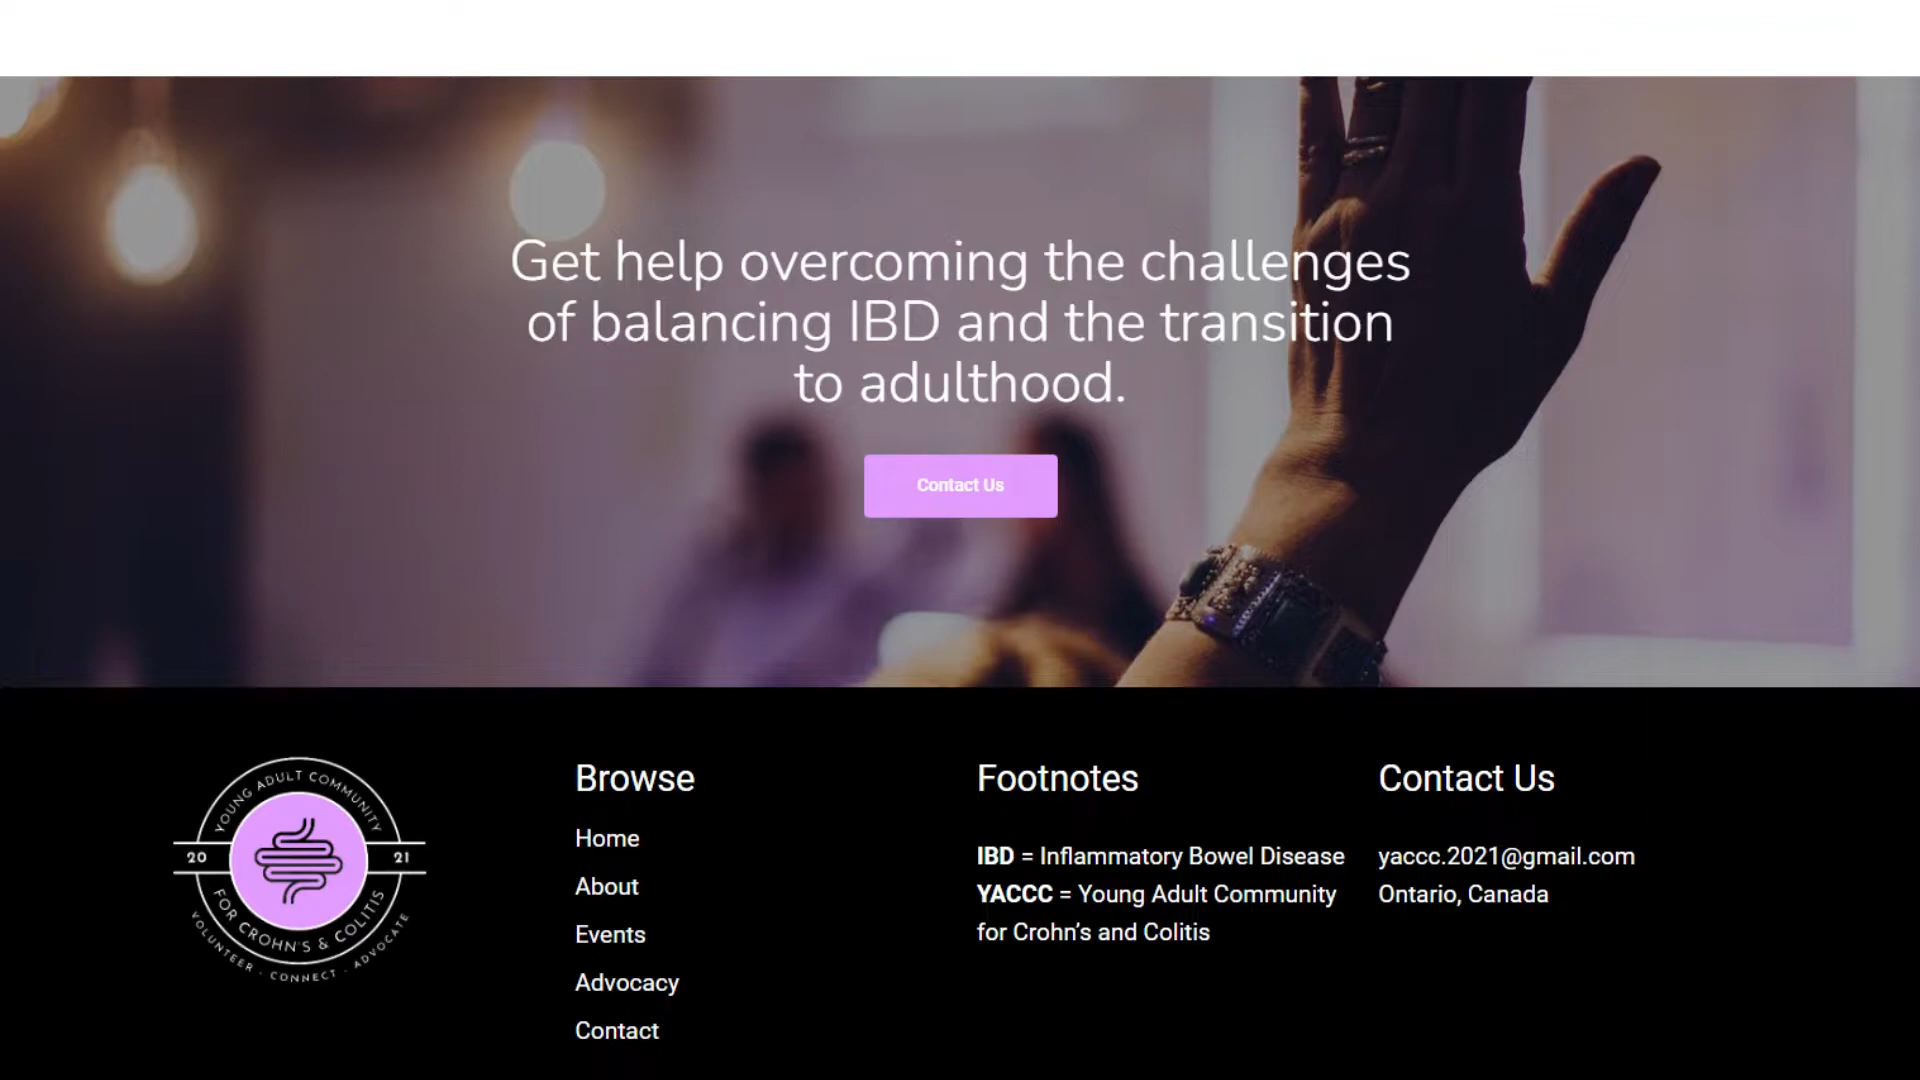 Get help overcoming the challenges
of balancing IBD and the transition
to adulthood.
Contact Us
YOUNG ADULT COMMUNITY
20 21
FOR CROHN'S & COLITIS
VOLUNTEER · CONNECT · ADVOCATE
Browse
Home
About
Events
Advocacy
Contact
Footnotes
IBD = Inflammatory Bowel Disease
YACCC = Young Adult Community
for Crohn’s and Colitis
Contact Us
yaccc.2021@gmail.com
Ontario, Canada